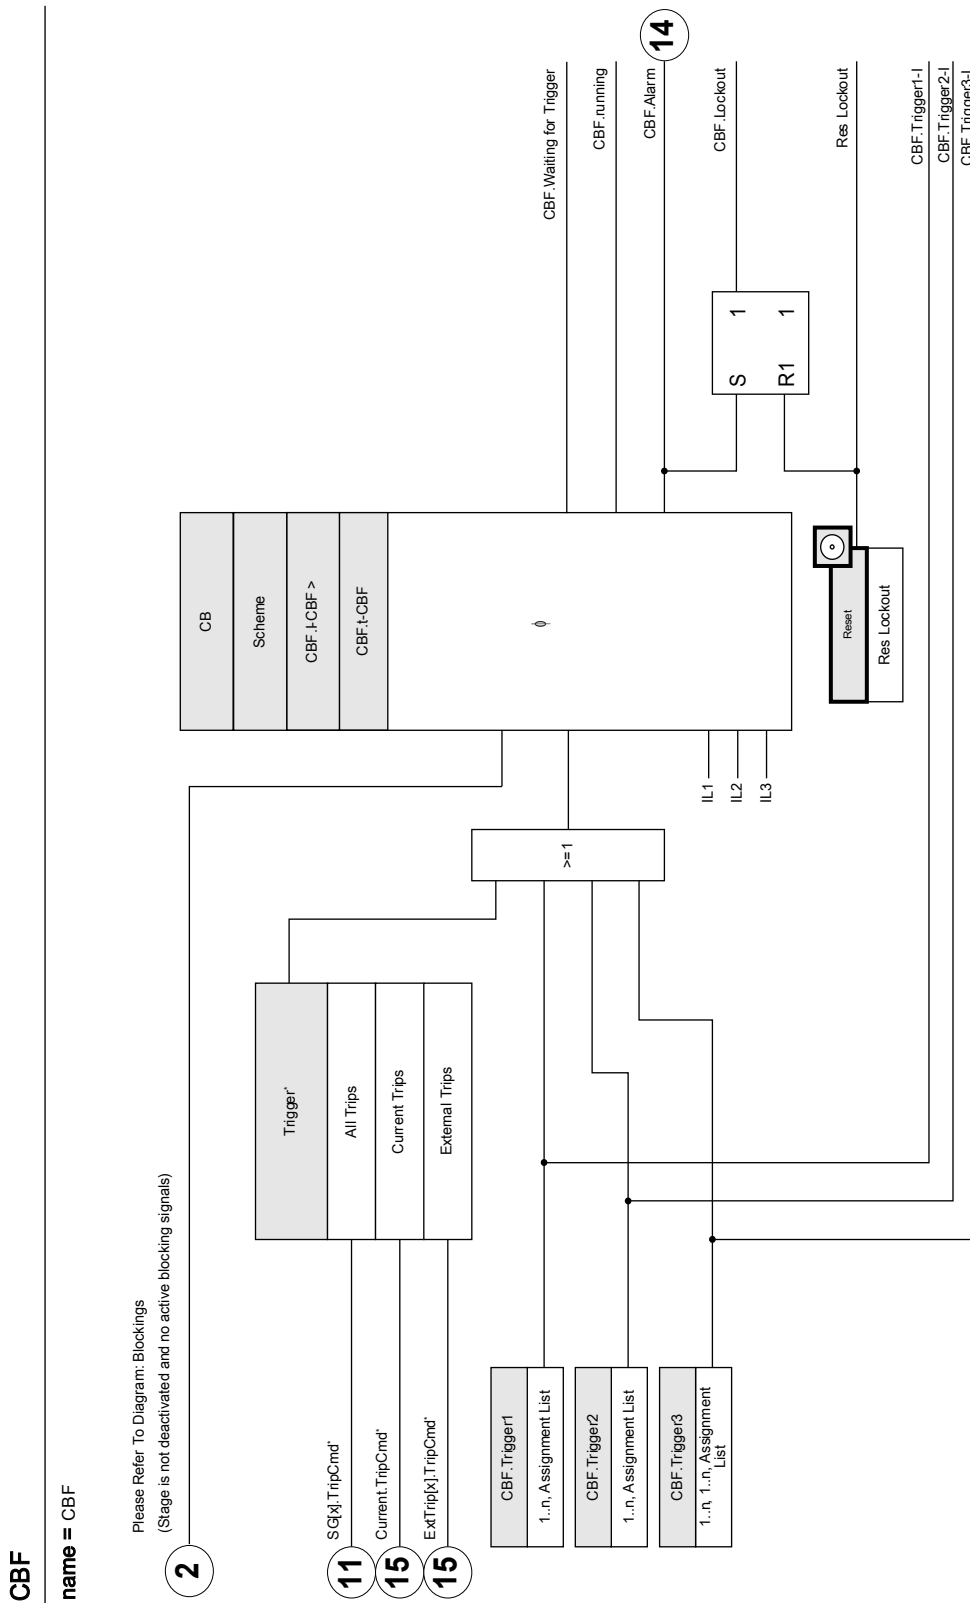 CBF
name = CBF
Please Refer To Diagram: Blockings
(Stage is not deactivated and no active blocking signals)
2
SG[x].TripCmd*
11
Current.TripCmd*
15
ExtTrip[x].TripCmd*
15
Trigger*
All Trips
Current Trips
External Trips
CBF.Trigger1
1..n, Assignment List
CBF.Trigger2
1..n, Assignment List
CBF.Trigger3
1..n, 1..n, Assignment
List
>=1
IL1
IL2
IL3
CB
Scheme
CBF.I-CBF >
CBF.t-CBF
φ
Reset
Res Lockout
S 1
R1 1
CBF.Waiting for Trigger
CBF.running
CBF.Alarm
14
CBF.Lockout
Res Lockout
CBF.Trigger1-I
CBF.Trigger2-I
CBF.Trigger3-I